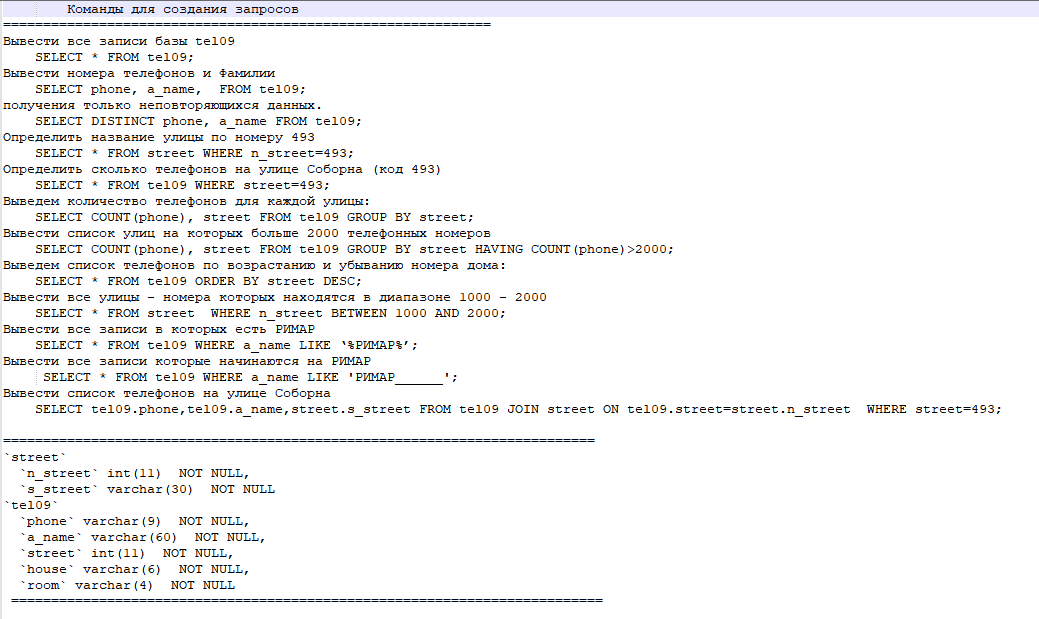 Команды для создания запросов
=============================================================
Вывести все записи базы tel09
SELECT * FROM tel09;
Вывести номера телефонов и Фамилии
SELECT phone, a_name,  FROM tel09;
получения только неповторяющихся данных.
SELECT DISTINCT phone, a_name FROM tel09;
Определить название улицы по номеру 493
SELECT * FROM street WHERE n_street=493;
Определить сколько телефонов на улице Соборна (код 493)
SELECT * FROM tel09 WHERE street=493;
Выведем количество телефонов для каждой улицы:
SELECT COUNT(phone), street FROM tel09 GROUP BY street;
Вывести список улиц на которых больше 2000 телефонных номеров
SELECT COUNT(phone), street FROM tel09 GROUP BY street HAVING COUNT(phone)>2000;
Выведем список телефонов по возрастанию и убыванию номера дома:
SELECT * FROM tel09 ORDER BY street DESC;
Вывести все улицы – номера которых находятся в диапазоне 1000 – 2000
SELECT * FROM street  WHERE n_street BETWEEN 1000 AND 2000;
Вывести все записи в которых есть РИМАР
SELECT * FROM tel09 WHERE a_name LIKE ‘%РИМАР%’;
Вывести все записи которые начинаются на РИМАР
SELECT * FROM tel09 WHERE a_name LIKE 'РИМАР______';
Вывести список телефонов на улице Соборна
SELECT tel09.phone,tel09.a_name,street.s_street FROM tel09 JOIN street ON tel09.street=street.n_street  WHERE street=493;
==========================================================================
`street`
`n_street` int(11)  NOT NULL,
`s_street` varchar(30)  NOT NULL
`tel09`
`phone` varchar(9)  NOT NULL,
`a_name` varchar(60)  NOT NULL,
`street` int(11)  NOT NULL,
`house` varchar(6)  NOT NULL,
`room` varchar(4)  NOT NULL
==========================================================================